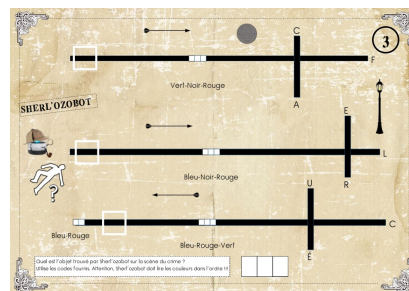 3
C
F
A
Vert-Noir-Rouge
SHERL'OZOBOT
E
L
R
Bleu-Noir-Rouge
?
U
C
É
Bleu-Rouge
Bleu-Rouge-Vert
Quel est l'objet trouvé par Sherl'ozobot sur la scène du crime ?
Utilise les codes fournis. Attention, Sherl'ozobot doit lire les couleurs dans l'ordre !!!